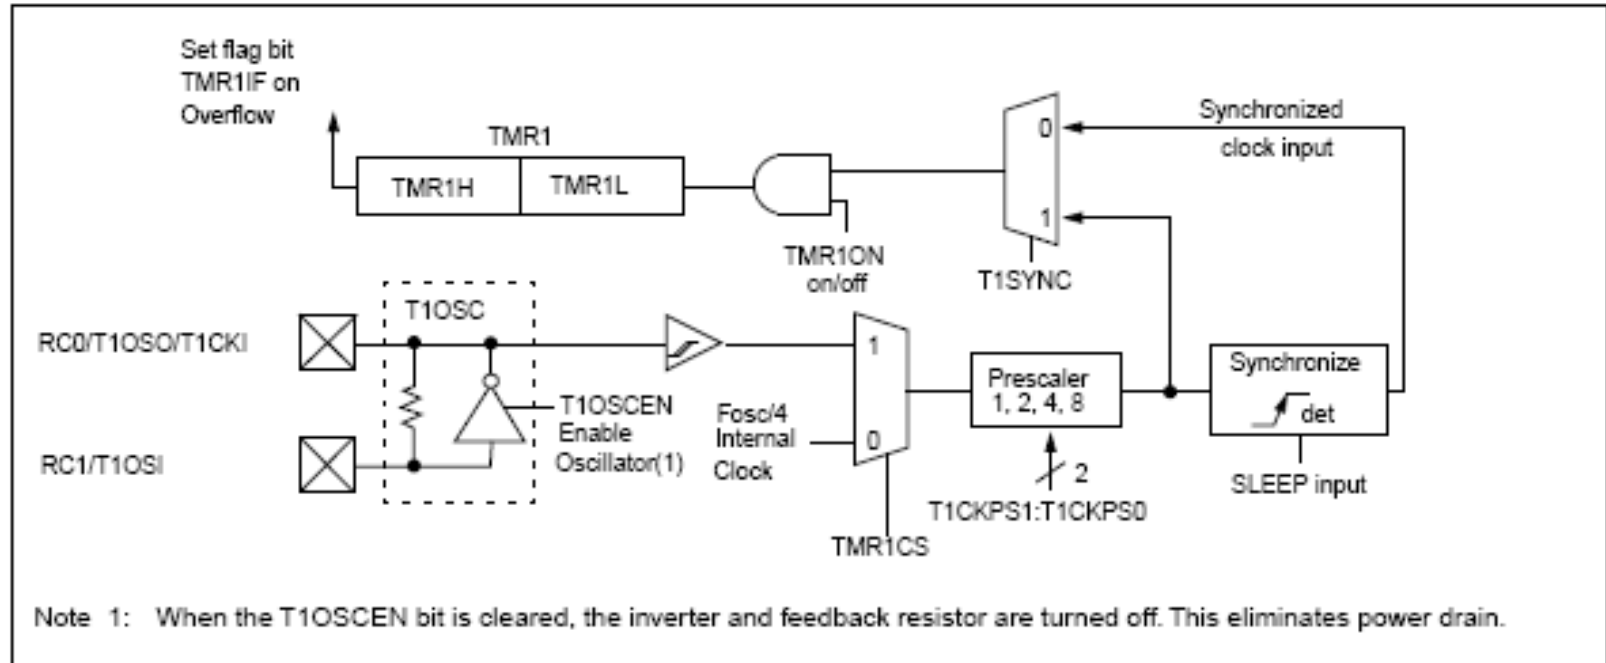 Set flag bit
TMR1IF on
Overflow
TMR1
TMR1H
TMR1L
TMR1ON
on/off
0
1
T1SYNC
Synchronized
clock input
T1OSC
RC0/T1OSO/T1CKI
RC1/T1OSI
T1OSCEN
Enable
Oscillator(1)
Fosc/4
Internal
Clock
1
0
TMR1CS
Prescaler
1, 2, 4, 8
2
T1CKPS1:T1CKPS0
Synchronize
det
SLEEP input
Note 1: When the T1OSCEN bit is cleared, the inverter and feedback resistor are turned off. This eliminates power drain.